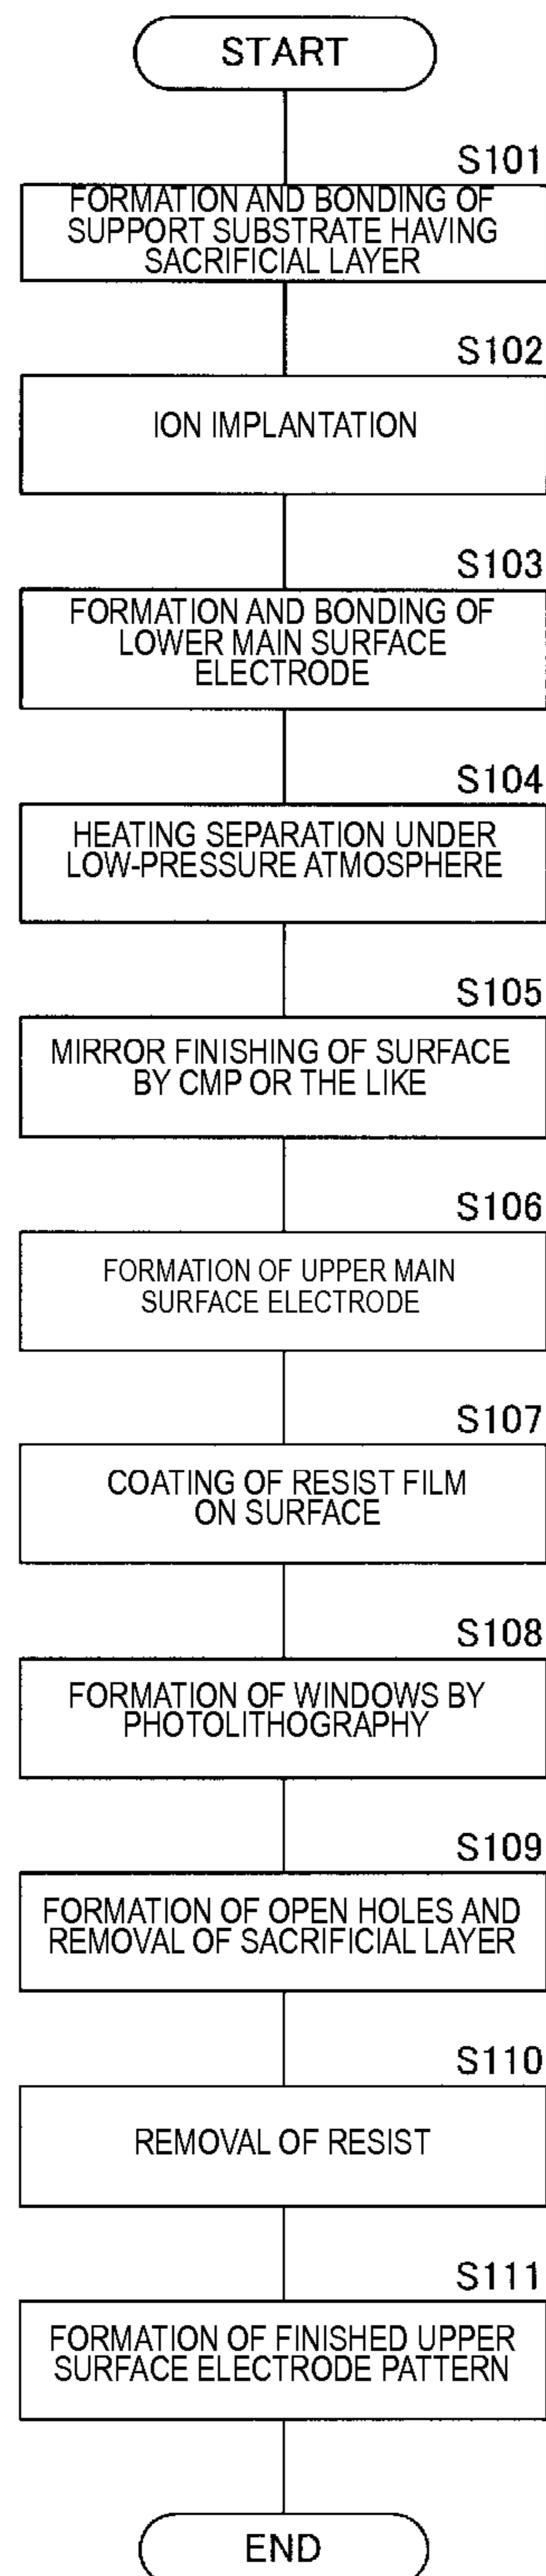 START
S101
FORMATION AND BONDING OF
SUPPORT SUBSTRATE HAVING
SACRIFICIAL LAYER
S102
ION IMPLANTATION
S103
FORMATION AND BONDING OF
LOWER MAIN SURFACE
ELECTRODE
S104
HEATING SEPARATION UNDER
LOW-PRESSURE ATMOSPHERE
S105
MIRROR FINISHING OF SURFACE
BY CMP OR THE LIKE
S106
FORMATION OF UPPER MAIN
SURFACE ELECTRODE
S107
COATING OF RESIST FILM
ON SURFACE
S108
FORMATION OF WINDOWS BY
PHOTOLITHOGRAPHY
S109
FORMATION OF OPEN HOLES AND
REMOVAL OF SACRIFICIAL LAYER
S110
REMOVAL OF RESIST
S111
FORMATION OF FINISHED UPPER
SURFACE ELECTRODE PATTERN
END